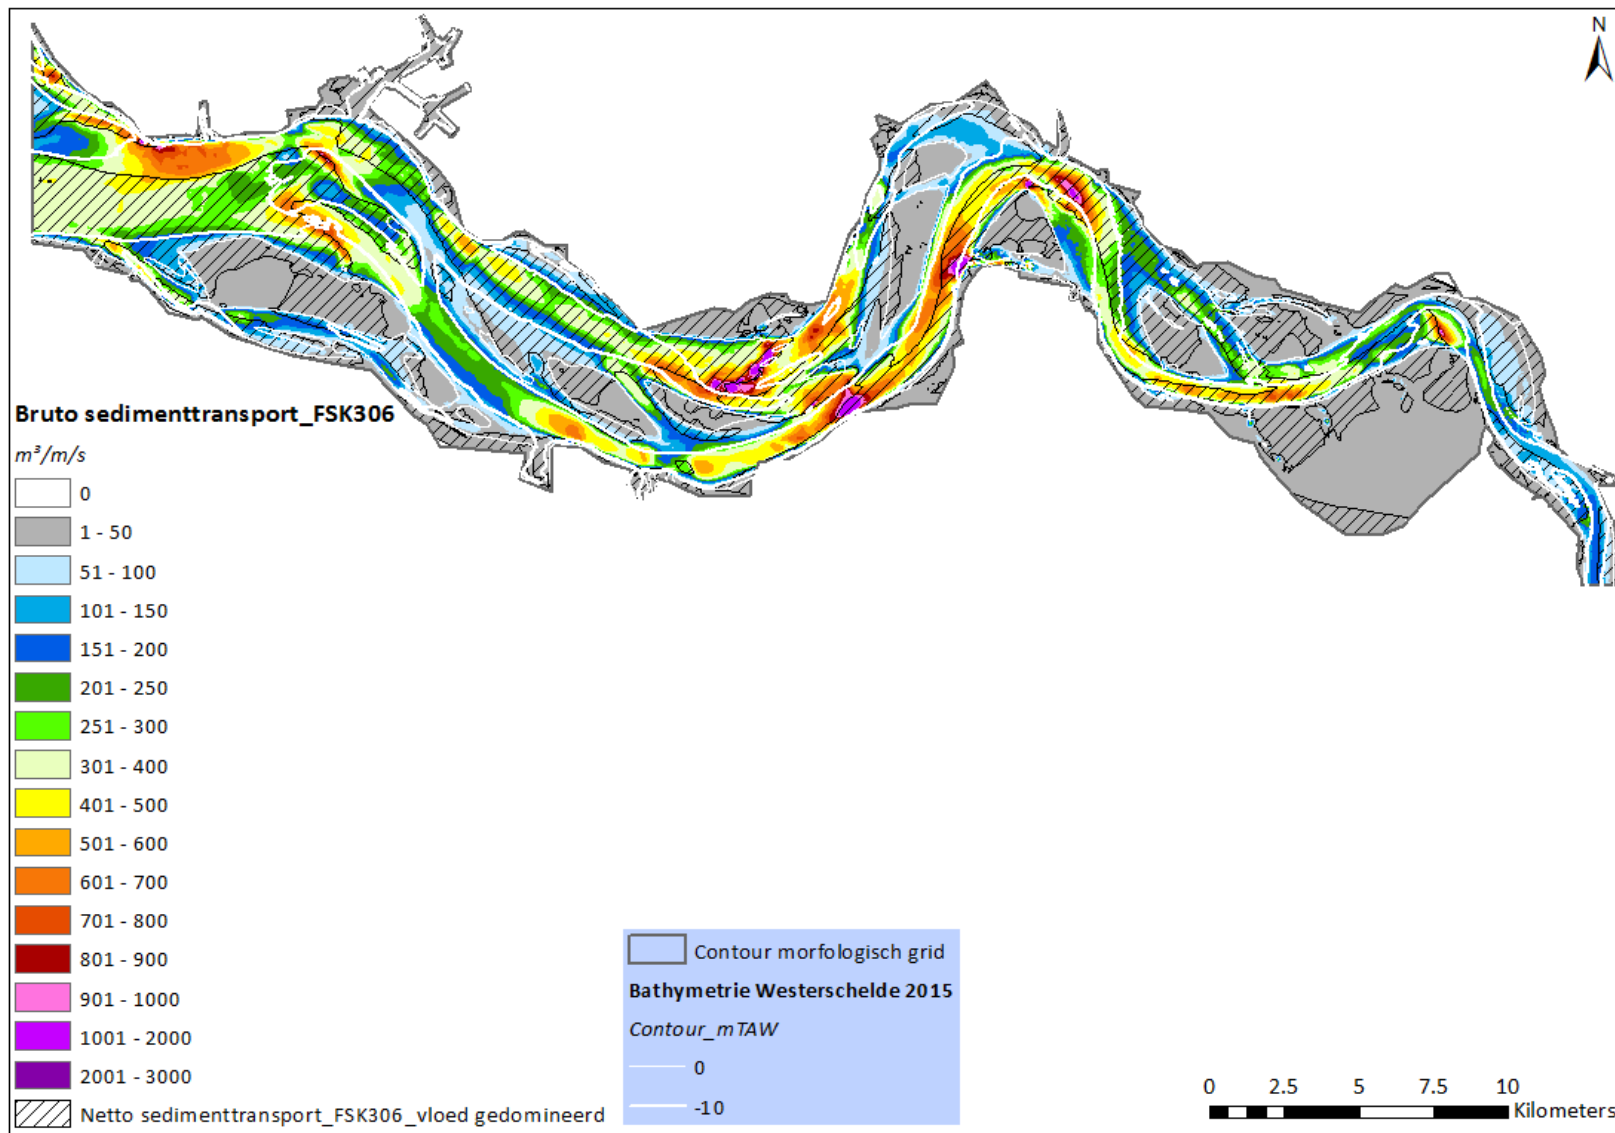 N
Bruto sedimenttransport_FSK306
m³/m/s
0
1 - 50
51 - 100
101 - 150
151 - 200
201 - 250
251 - 300
301 - 400
401 - 500
501 - 600
601 - 700
701 - 800
801 - 900
901 - 1000
1001 - 2000
2001 - 3000
Netto sedimenttransport_FSK306_vloed gedomineerd
Contour morfologisch grid
Bathymetrie Westerschelde 2015
Contour_mTAW
0
-10
0 2.5 5 7.5 10
Kilometers